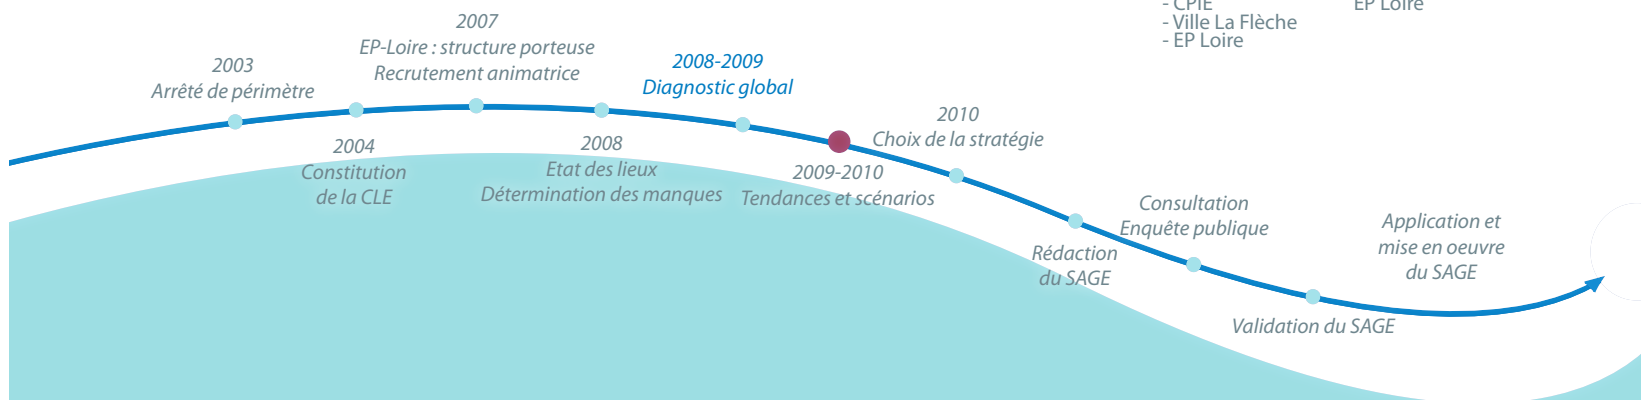 - CPIE
EP Loire
- Ville La Flèche
- EP Loire
2007
EP-Loire : structure porteuse
Recrutement animatrice
2003
Arrêté de périmètre
2008-2009
Diagnostic global
2010
Choix de la stratégie
2004
Constitution
de la CLE
2008
Etat des lieux
Détermination des manques
2009-2010
Tendances et scénarios
Consultation
Enquête publique
Application et
mise en oeuvre
du SAGE
Rédaction
du SAGE
Validation du SAGE